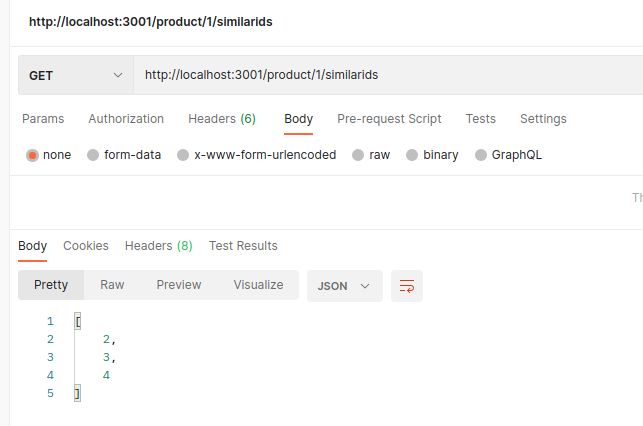 http://localhost:3001/product/1/similarids
GET http://localhost:3001/product/1/similarids
Params Authorization Headers (6) Body Pre-request Script Tests Settings
none form-data x-www-form-urlencoded raw binary GraphQL
Body Cookies Headers (8) Test Results
Pretty Raw Preview Visualize JSON
1 [
2 2,
3 3,
4 4
5 ]